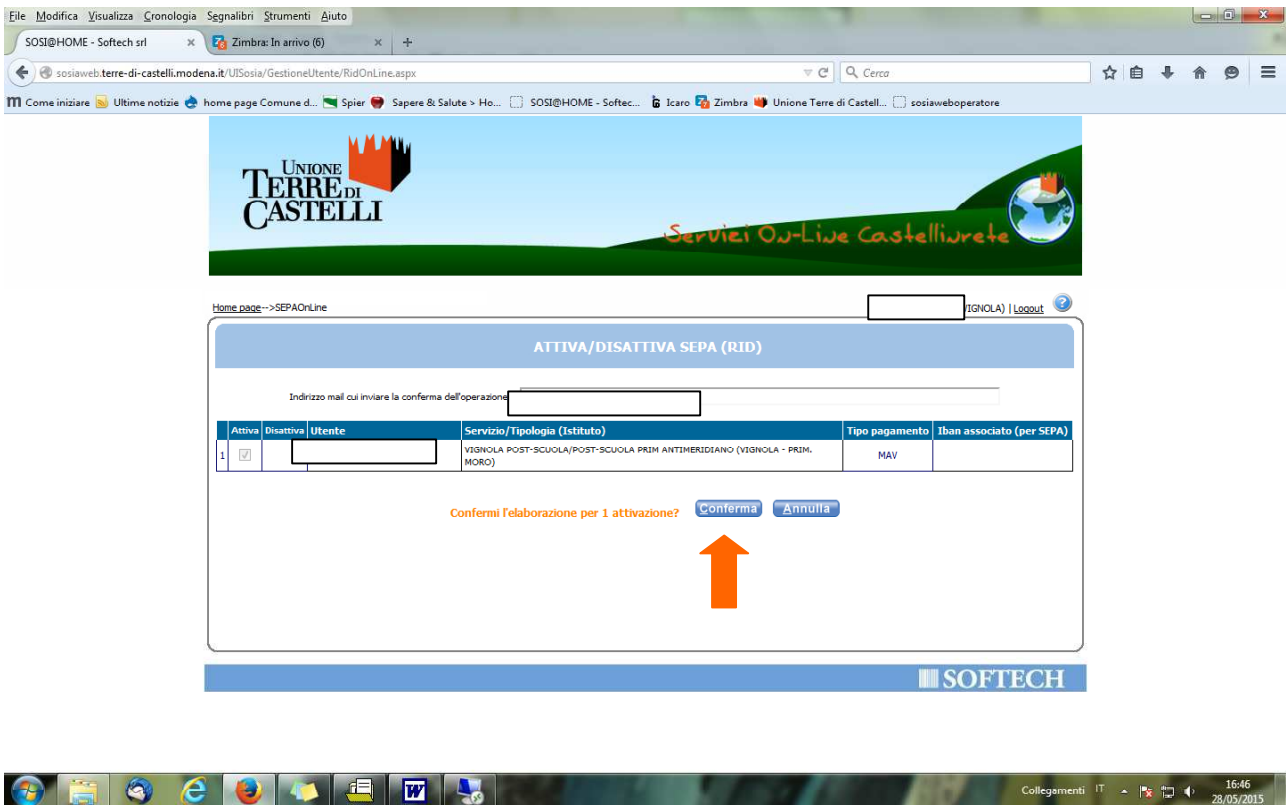 File Modifica Visualizza Cronologia Segnalibri Strumenti Aiuto
SOSI@HOME - Softech srl × Zimbra: In arrivo (6) × +
sosiaweb.terre-di-castelli.modena.it/UISosia/GestioneUtente/RidOnLine.aspx Cerca
Come iniziare Ultime notizie home page Comune d... Spier Sapere & Salute > Ho... SOSI@HOME - Softec... Icaro Zimbra Unione Terre di Castell... sosiaweboperatore
UNIONE
TERRE DI
CASTELLI
Servizi On-Line Castellinrete
Home page-->SEPAOnLine VIGNOLA) | Logout ?
ATTIVA/DISATTIVA SEPA (RID)
Indirizzo mail cui inviare la conferma dell'operazione
Attiva Disattiva Utente Servizio/Tipologia (Istituto) Tipo pagamento Iban associato (per SEPA)
1 VIGNOLA POST-SCUOLA/POST-SCUOLA PRIM ANTIMERIDIANO (VIGNOLA - PRIM. MAV
MORO)
Confermi l'elaborazione per 1 attivazione? Conferma Annulla
SOFTECH
Collegamenti IT 16:46
28/05/2015